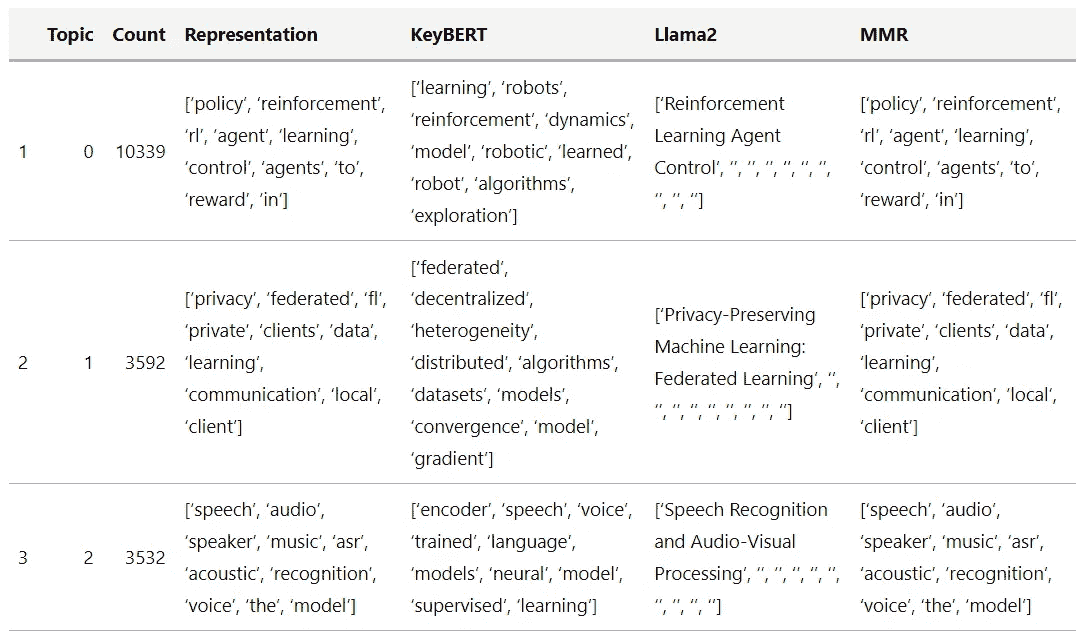 Topic Count Representation KeyBERT Llama2 MMR
1 0 10339
[‘policy’, ‘reinforcement’,
‘rl’, ‘agent’, ‘learning’,
‘control’, ‘agents’, ‘to’,
‘reward’, ‘in’]
[‘learning’, ‘robots’,
‘reinforcement’, ‘dynamics’,
‘model’, ‘robotic’, ‘learned’,
‘robot’, ‘algorithms’,
‘exploration’]
[‘Reinforcement
Learning Agent
Control’, ‘’, ‘’, ‘’, ‘’, ‘’, ‘’,
‘’, ‘’, ‘’]
[‘policy’, ‘reinforcement’,
‘rl’, ‘agent’, ‘learning’,
‘control’, ‘agents’, ‘to’,
‘reward’, ‘in’]
2 1 3592
[‘privacy’, ‘federated’, ‘fl’,
‘private’, ‘clients’, ‘data’,
‘learning’,
‘communication’, ‘local’,
‘client’]
[‘federated’,
‘decentralized’,
‘heterogeneity’,
‘distributed’, ‘algorithms’,
‘datasets’, ‘models’,
‘convergence’, ‘model’,
‘gradient’]
[‘Privacy-Preserving
Machine Learning:
Federated Learning’, ‘’,
‘’, ‘’, ‘’, ‘’, ‘’, ‘’, ‘’, ‘’]
[‘privacy’, ‘federated’, ‘fl’,
‘private’, ‘clients’, ‘data’,
‘learning’,
‘communication’, ‘local’,
‘client’]
3 2 3532
[‘speech’, ‘audio’,
‘speaker’, ‘music’, ‘asr’,
‘acoustic’, ‘recognition’,
‘voice’, ‘the’, ‘model’]
[‘encoder’, ‘speech’, ‘voice’,
‘trained’, ‘language’,
‘models’, ‘neural’, ‘model’,
‘supervised’, ‘learning’]
[‘Speech Recognition
and Audio-Visual
Processing’, ‘’, ‘’, ‘’, ‘’, ‘’,
‘’, ‘’, ‘’, ‘’]
[‘speech’, ‘audio’,
‘speaker’, ‘music’, ‘asr’,
‘acoustic’, ‘recognition’,
‘voice’, ‘the’, ‘model’]